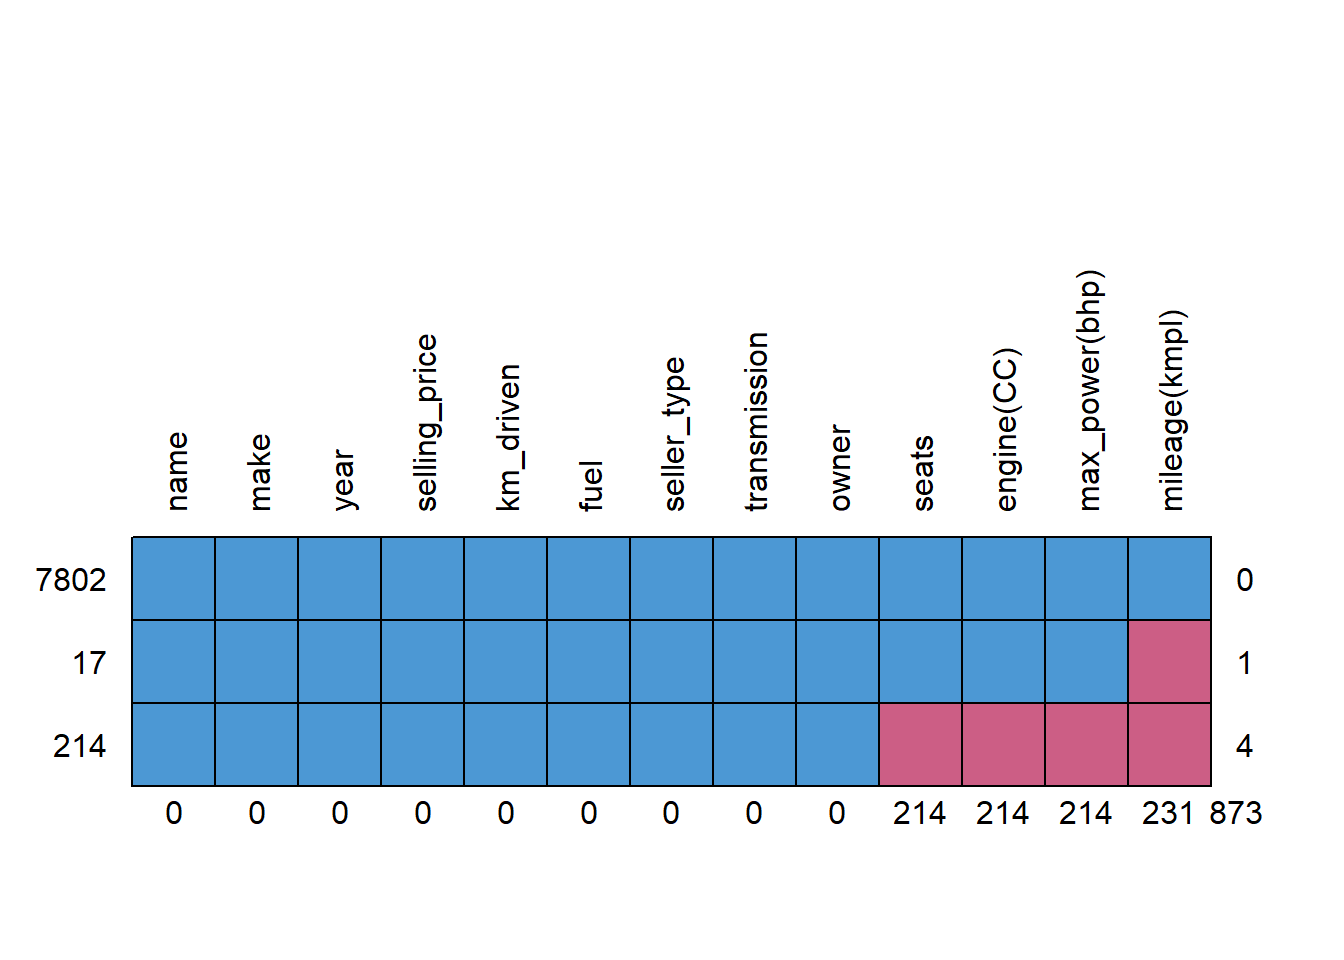 name
make
year
selling_price
km_driven
fuel
seller_type
transmission
owner
seats
engine(CC)
max_power(bhp)
mileage(kmpl)
7802 0
17 1
214 4
0 0 0 0 0 0 0 0 0 214 214 214 231 873